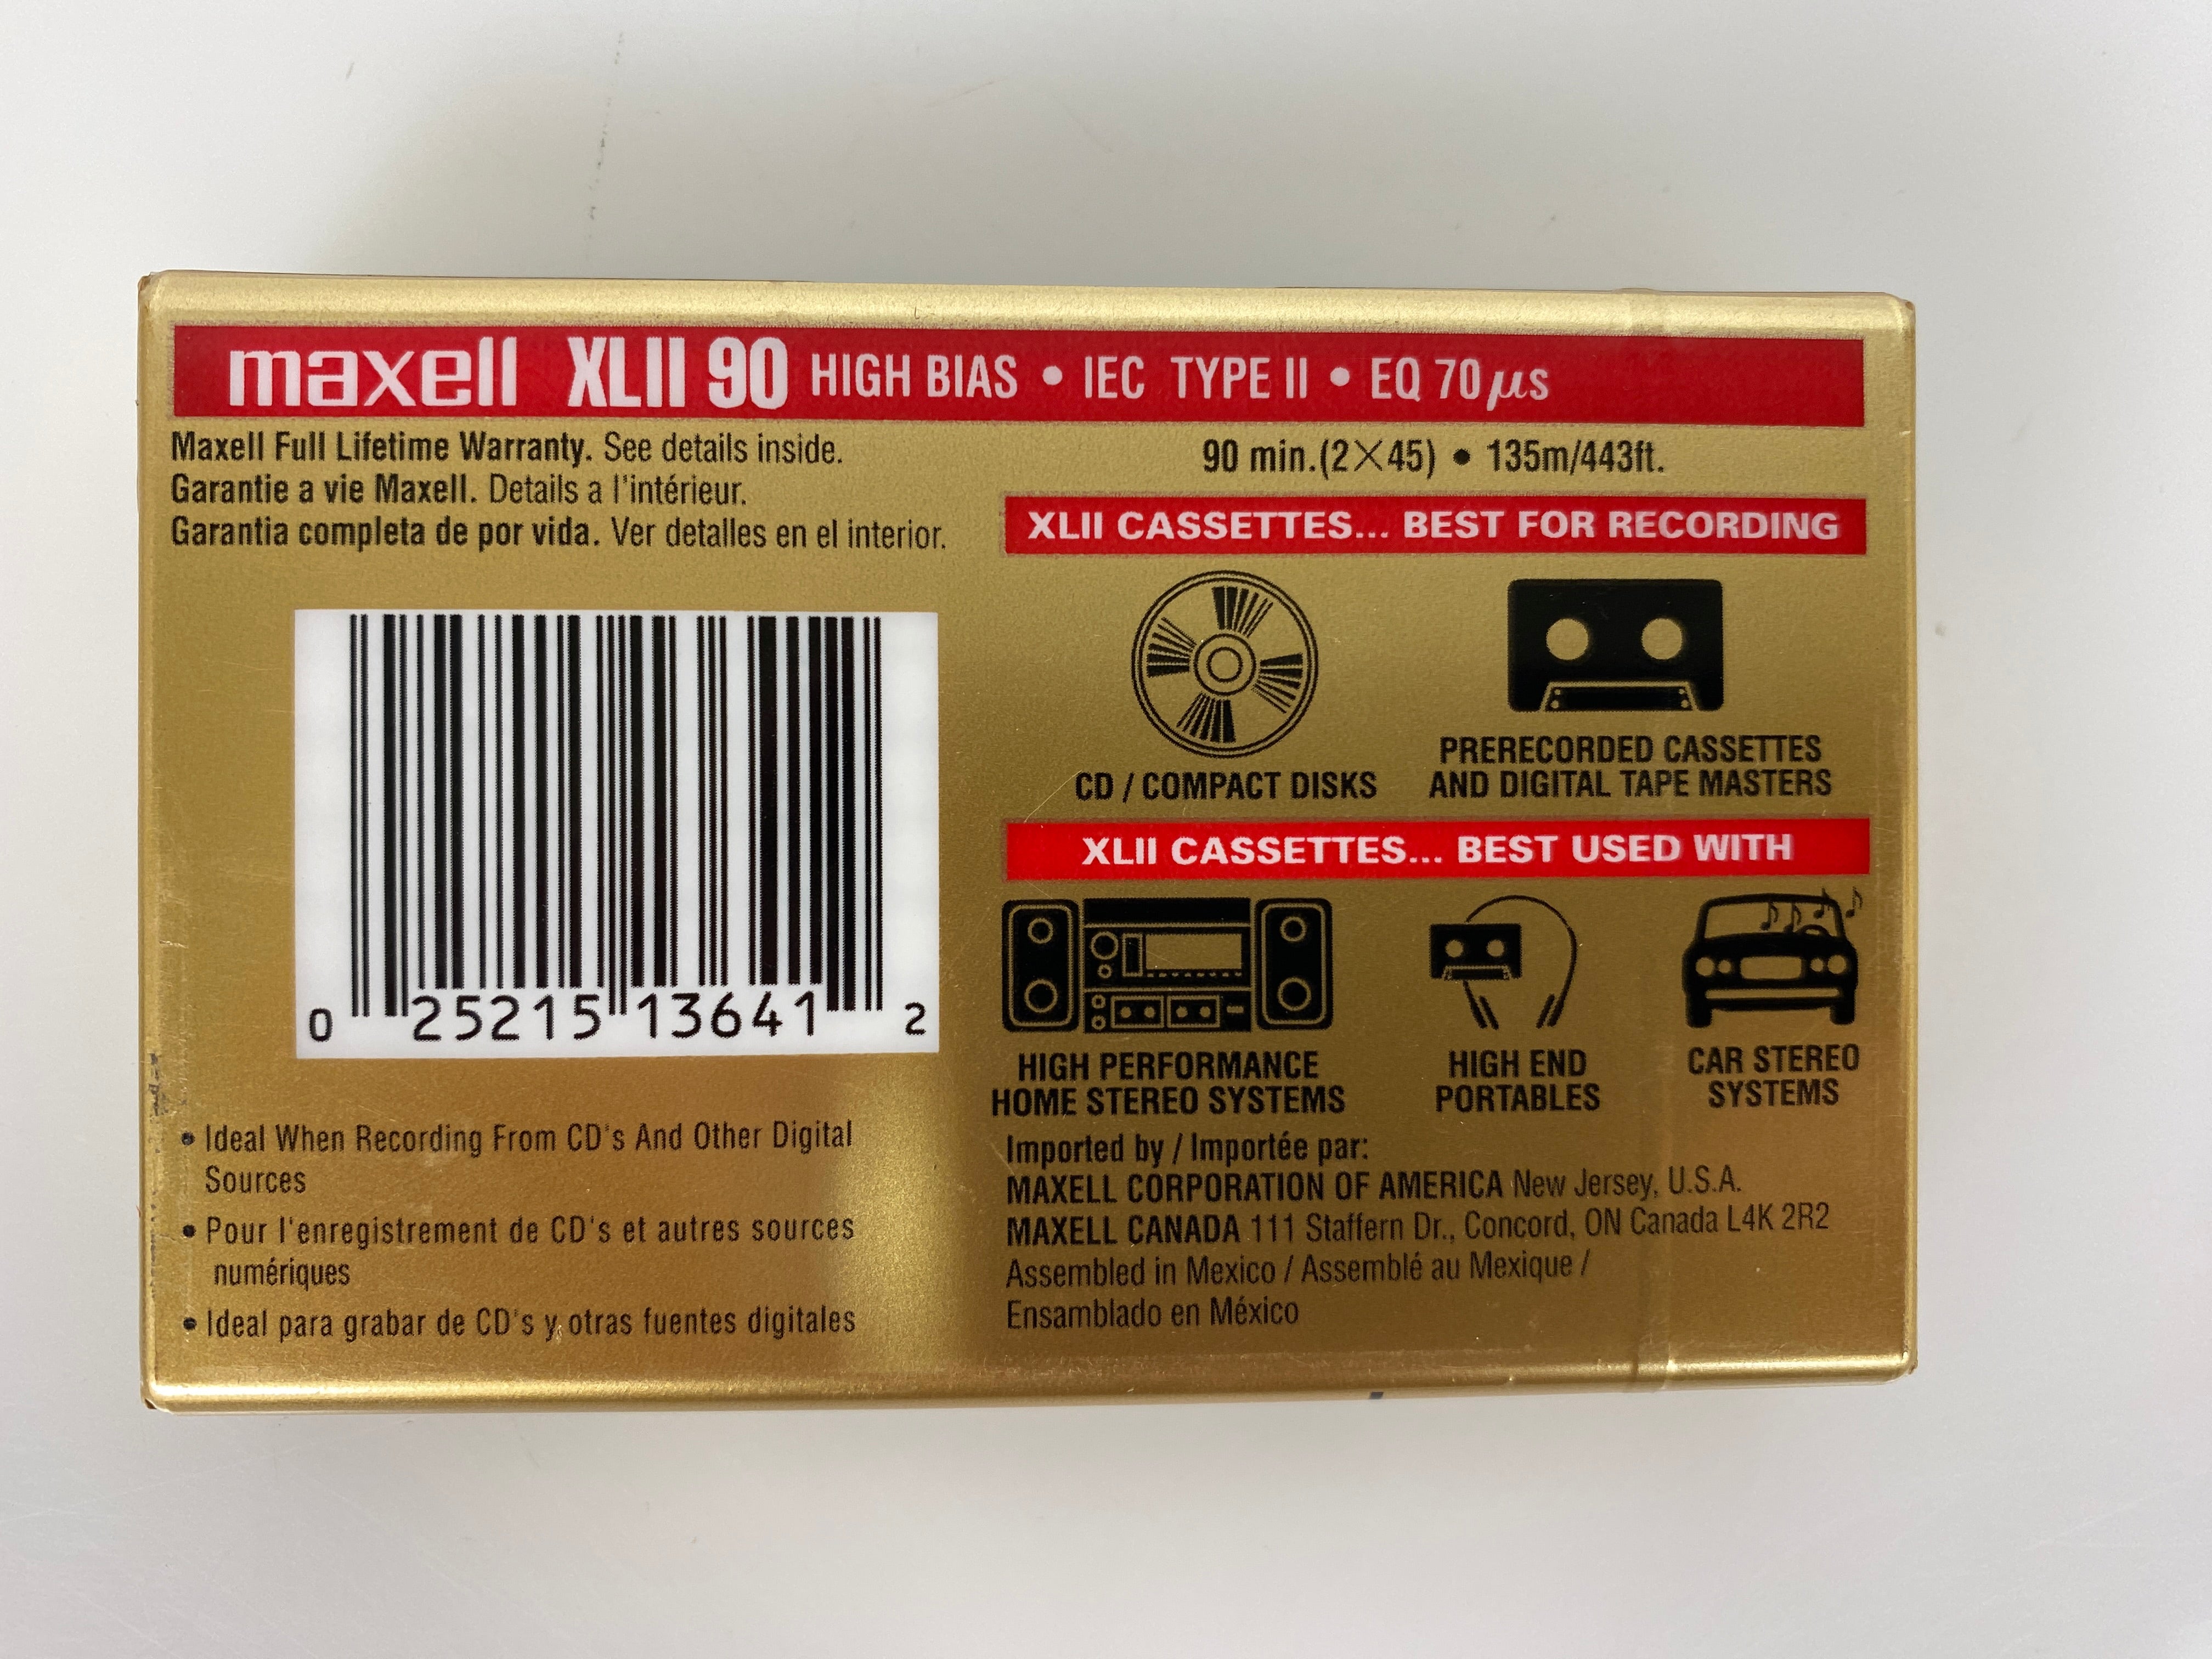 maxell XLII 90 HIGH BIAS • IEC TYPE II • EQ 70 µs
Maxell Full Lifetime Warranty. See details inside.
Garantie a vie Maxell. Details a l'intérieur.
Garantia completa de por vida. Ver detalles en el interior.
90 min.(2×45) • 135m/443ft.
XLII CASSETTES... BEST FOR RECORDING
CD / COMPACT DISKS
PRERECORDED CASSETTES
AND DIGITAL TAPE MASTERS
XLII CASSETTES... BEST USED WITH
HIGH PERFORMANCE
HOME STEREO SYSTEMS
HIGH END
PORTABLES
CAR STEREO
SYSTEMS
0 25215 13641 2
• Ideal When Recording From CD's And Other Digital
Sources
• Pour l'enregistrement de CD's et autres sources
numériques
• Ideal para grabar de CD's y otras fuentes digitales
Imported by / Importée par:
MAXELL CORPORATION OF AMERICA New Jersey, U.S.A.
MAXELL CANADA 111 Staffern Dr., Concord, ON Canada L4K 2R2
Assembled in Mexico / Assemblé au Mexique /
Ensamblado en México